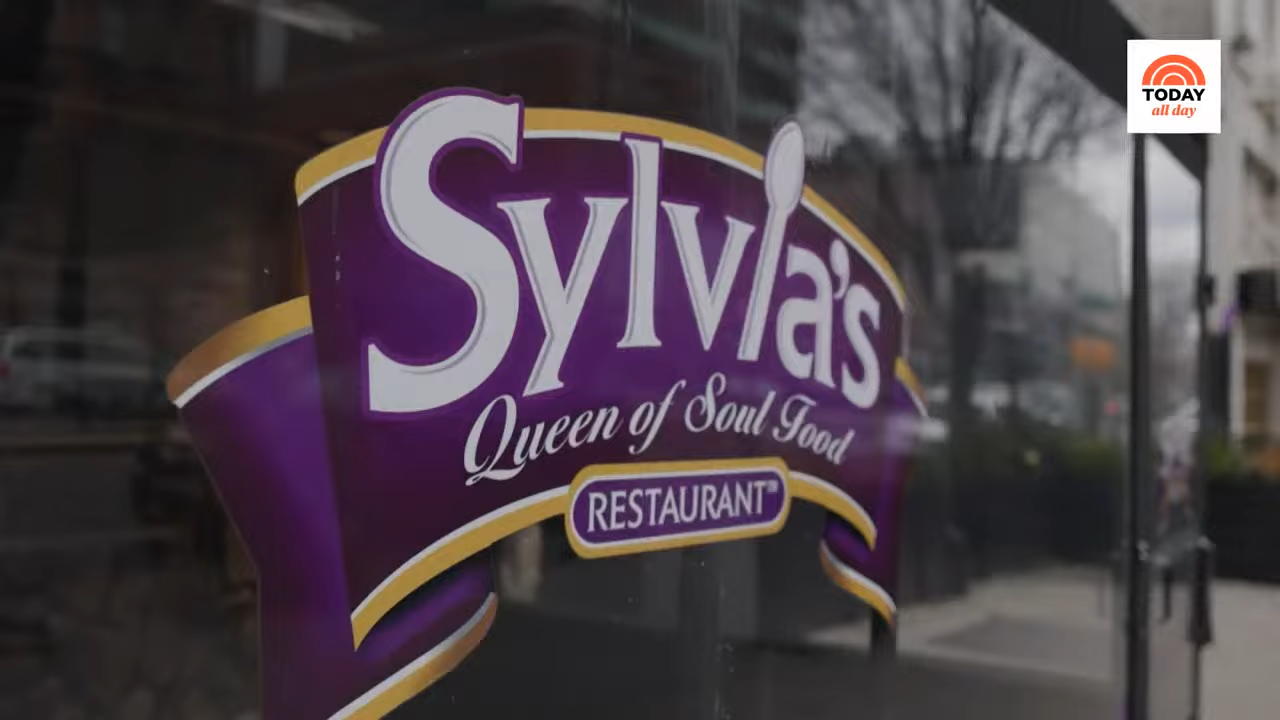 Sylvia's
Queen of Soul Food
RESTAURANT™
TODAY
all day